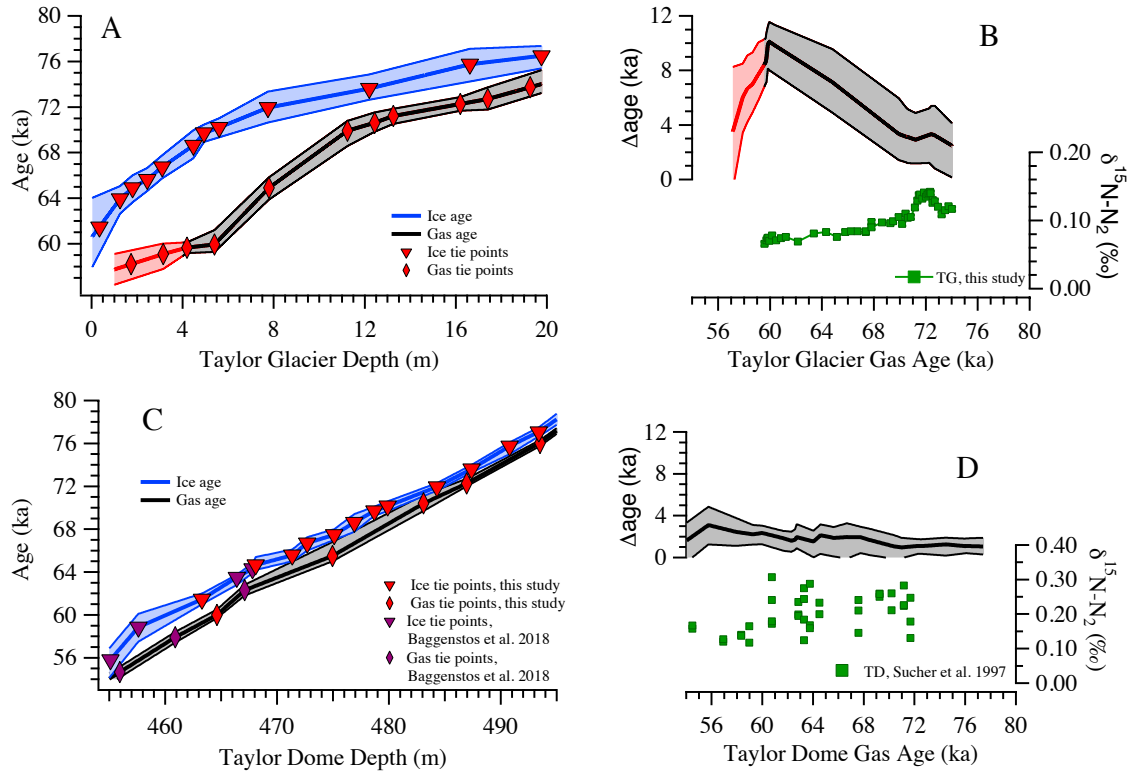 A
80
76
72
68
64
60
Age (ka)
Ice age
Gas age
Ice tie points
Gas tie points
0
4
8
12
16
20
Taylor Glacier Depth (m)
B
12
8
4
0
Δage (ka)
0.20
0.10
0.00
δ¹⁵N-N₂ (‰)
TG, this study
56
60
64
68
72
76
80
Taylor Glacier Gas Age (ka)
C
80
76
72
68
64
60
56
Age (ka)
Ice age
Gas age
Ice tie points, this study
Gas tie points, this study
Ice tie points,
Baggenstos et al. 2018
Gas tie points,
Baggenstos et al. 2018
460
470
480
490
Taylor Dome Depth (m)
D
12
8
4
0
Δage (ka)
0.40
0.30
0.20
0.10
0.00
δ¹⁵N-N₂ (‰)
TD, Sucher et al. 1997
56
60
64
68
72
76
80
Taylor Dome Gas Age (ka)